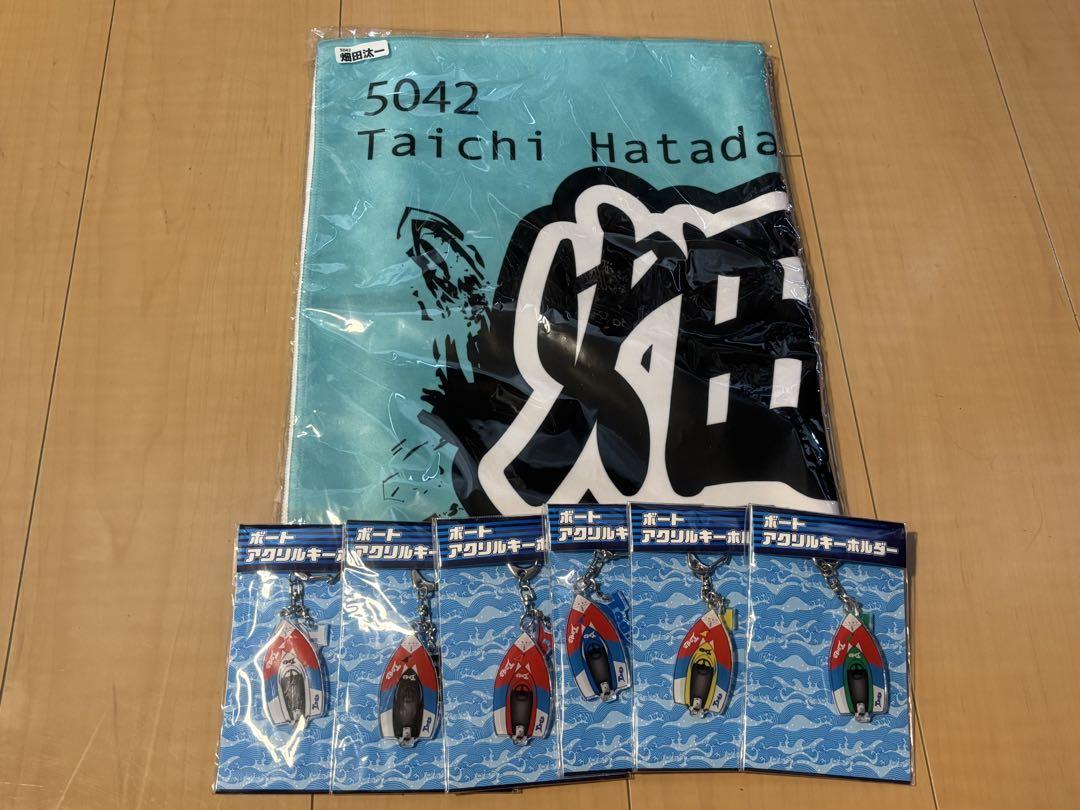 5042
畑田汰一
5042
Taichi Hatada
畑
ボート
アクリルキーホ
ボート
アクリルキーホ
ボート
アクリルキーホ
ボート
アクリルキ
ボート
アクリルキーホル
ボート
アクリルキーホルダー